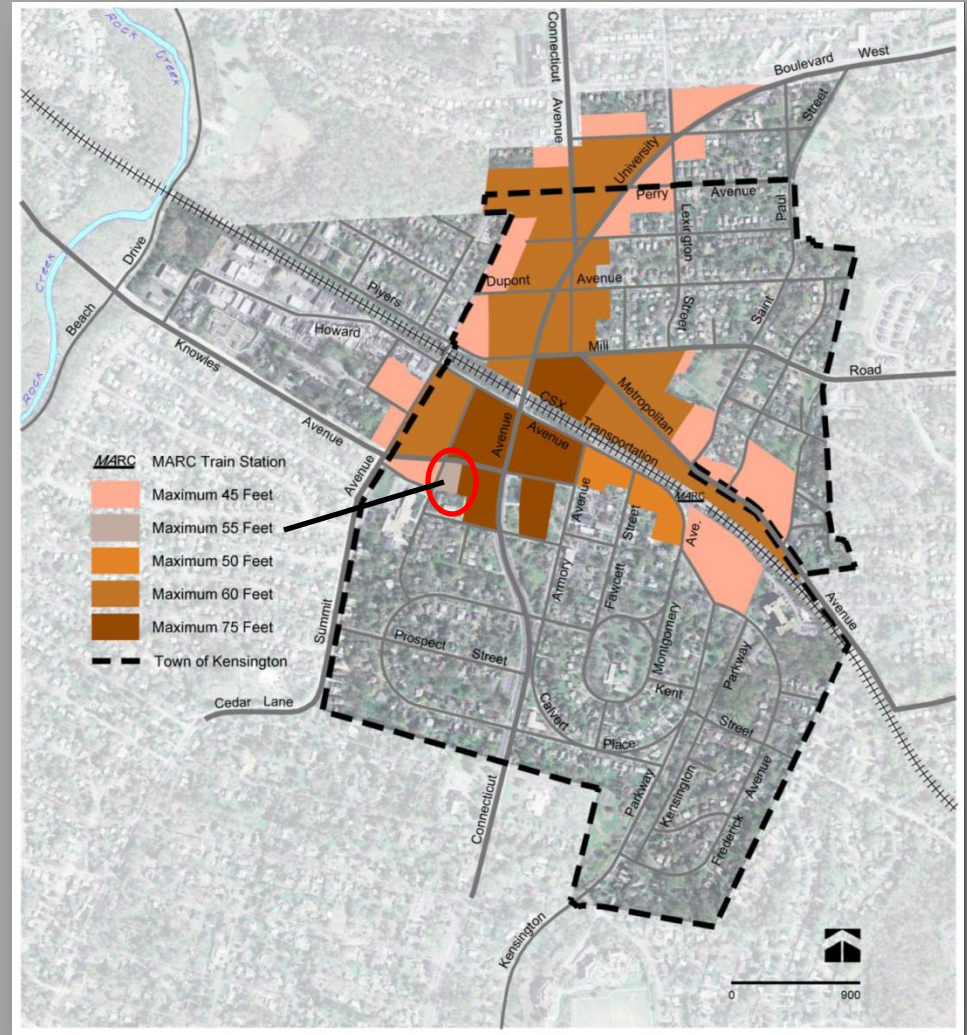 ROCK
Creek
Connecticut
Avenue
Boulevard West
Street
University
Perry
Avenue
Paul
Lexington
Street
Dupont
Avenue
Saint
Drive
Beach
Creek
ROCK
Plyers
Howard
Knowles
Avenue
Mill
Road
Metropolitan
CSX
Transportation
Avenue
Avenue
MARC
MARC MARC Train Station
Maximum 45 Feet
Maximum 55 Feet
Maximum 50 Feet
Maximum 60 Feet
Maximum 75 Feet
Town of Kensington
Avenue
Summit
Avenue
Street
Ave.
Armory
Fawcett
Montgomery
Avenue
Prospect
Street
Parkway
Kent
Street
Cedar Lane
Calvert
Place
Parkway
Kensington
Avenue
Frederick
Connecticut
Kensington
0 900